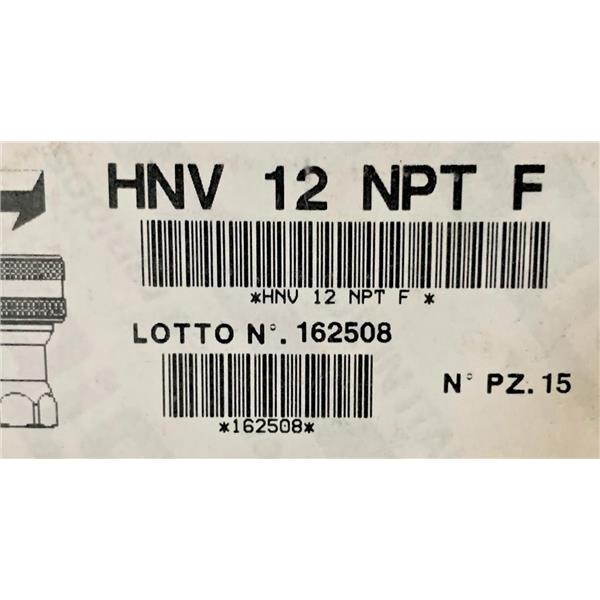 HNV 12 NPT F
*HNV 12 NPT F *
LOTTO N°. 162508
N° PZ. 15
*162508*